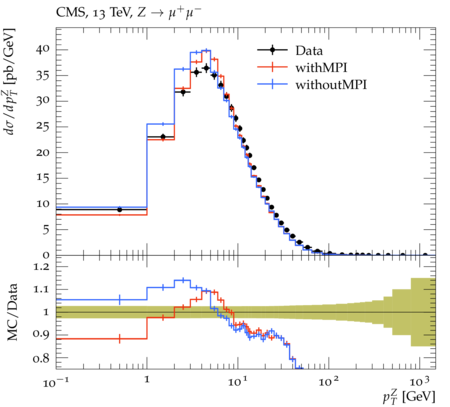 CMS, 13 TeV, Z → μ⁺μ⁻
dσ/dp_T^Z [pb/GeV]
40
35
30
25
20
15
10
5
0
Data
withMPI
withoutMPI
MC/Data
1.2
1.1
1
0.9
0.8
10⁻¹ 1 10¹ 10² 10³
p_T^Z [GeV]